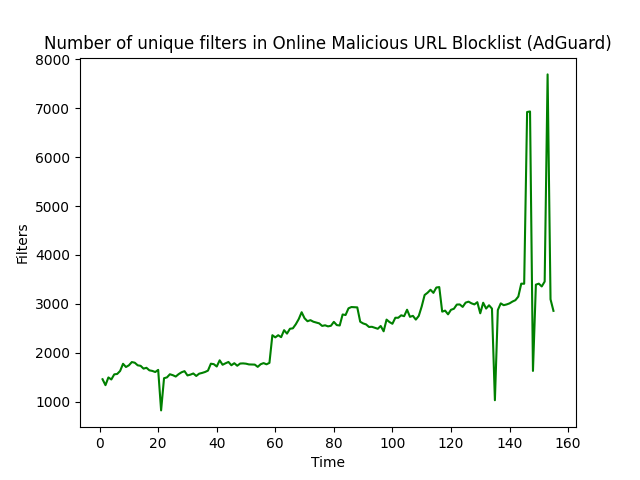 Number of unique filters in Online Malicious URL Blocklist (AdGuard)
8000
7000
6000
5000
4000
3000
2000
1000
Filters
0 20 40 60 80 100 120 140 160
Time